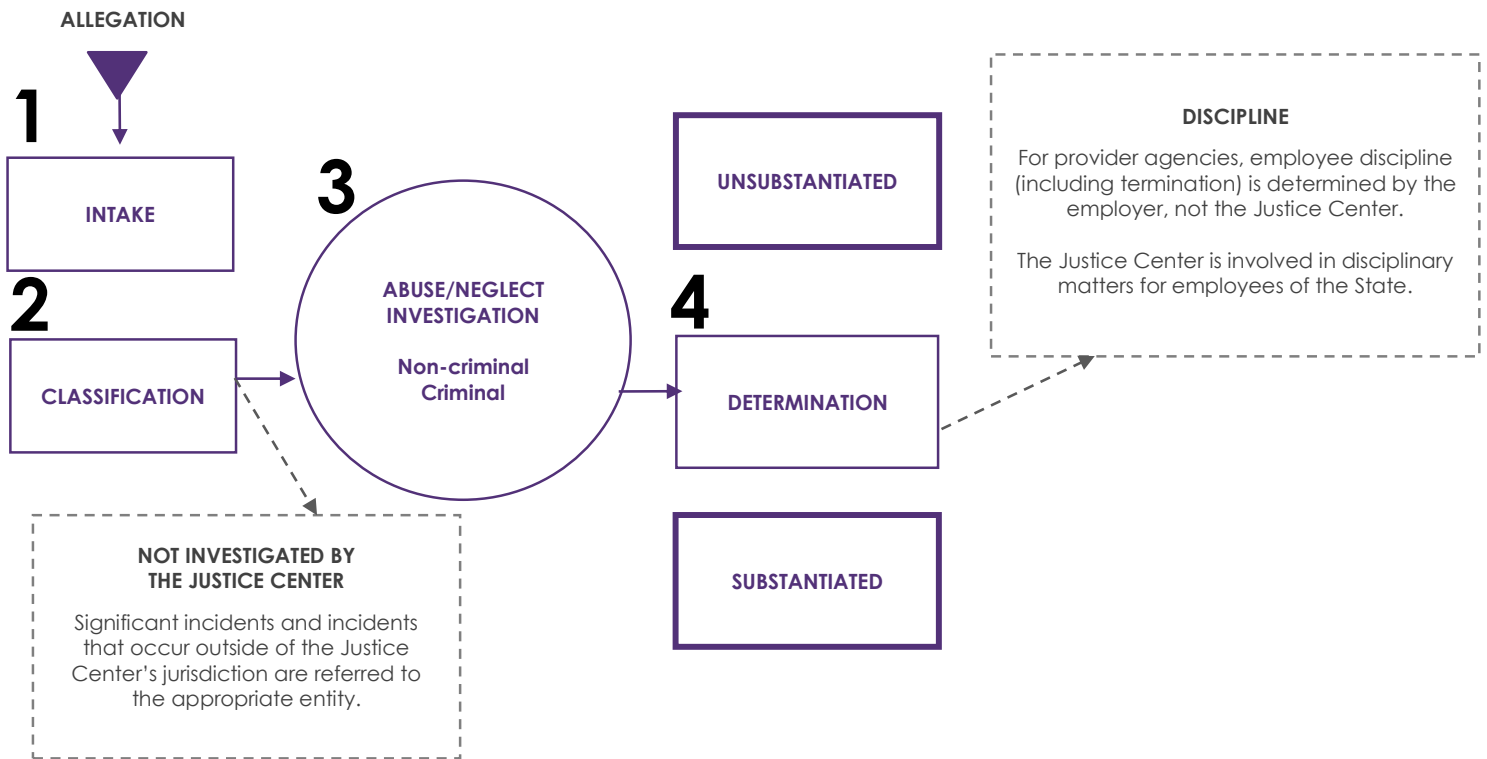 ALLEGATION
1
INTAKE
2
CLASSIFICATION
NOT INVESTIGATED BY
THE JUSTICE CENTER
Significant incidents and incidents
that occur outside of the Justice
Center’s jurisdiction are referred to
the appropriate entity.
3
ABUSE/NEGLECT
INVESTIGATION
Non-criminal
Criminal
UNSUBSTANTIATED
4
DETERMINATION
SUBSTANTIATED
DISCIPLINE
For provider agencies, employee discipline
(including termination) is determined by the
employer, not the Justice Center.
The Justice Center is involved in disciplinary
matters for employees of the State.